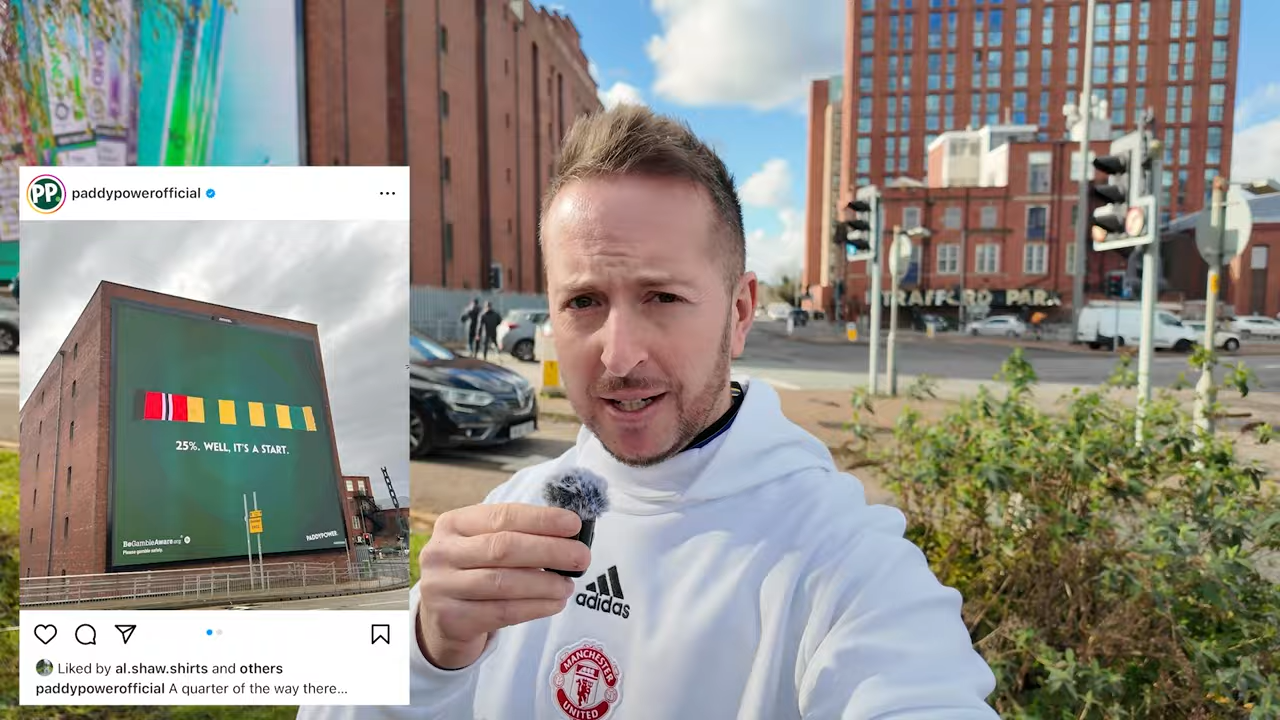 PP.
paddypowerofficial
25%. WELL, IT'S A START.
BeGambleAware.org
Please gamble safely.
PADDYPOWER.
Liked by al.shaw.shirts and others
paddypowerofficial A quarter of the way there...
TRAFFORD PARK
adidas
MANCHESTER
UNITED